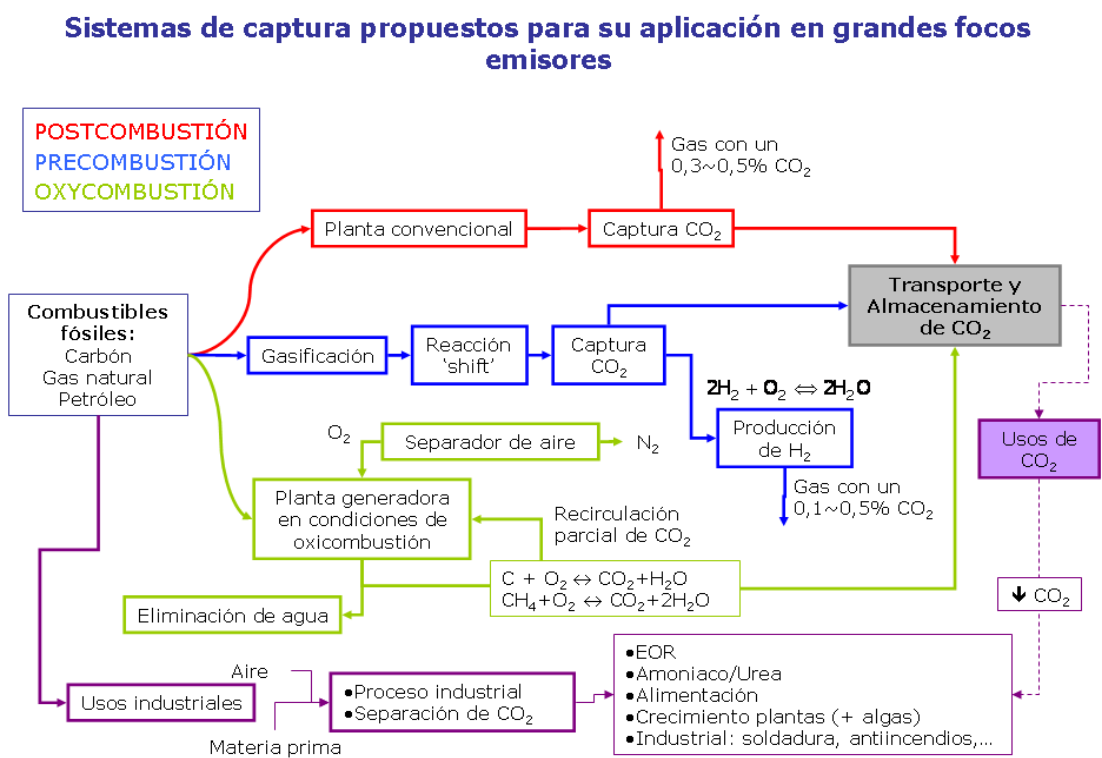 Sistemas de captura propuestos para su aplicación en grandes focos
emisores
POSTCOMBUSTIÓN
PRECOMBUSTIÓN
OXYCOMBUSTIÓN
Gas con un
0,3~0,5% CO₂
Planta convencional
Captura CO₂
Transporte y
Almacenamiento
de CO₂
Combustibles
fósiles:
Carbón
Gas natural
Petróleo
Gasificación
Reacción
‘shift’
Captura
CO₂
2H₂ + O₂ ⇔ 2H₂O
Producción
de H₂
Usos de
CO₂
O₂
Separador de aire
N₂
Planta generadora
en condiciones de
oxicombustión
Gas con un
0,1~0,5% CO₂
Recirculación
parcial de CO₂
C + O₂ ↔ CO₂+H₂O
CH₄+O₂ ↔ CO₂+2H₂O
Eliminación de agua
🡻 CO₂
Aire
Usos industriales
•Proceso industrial
•Separación de CO₂
Materia prima
•EOR
•Amoniaco/Urea
•Alimentación
•Crecimiento plantas (+ algas)
•Industrial: soldadura, antiincendios,…